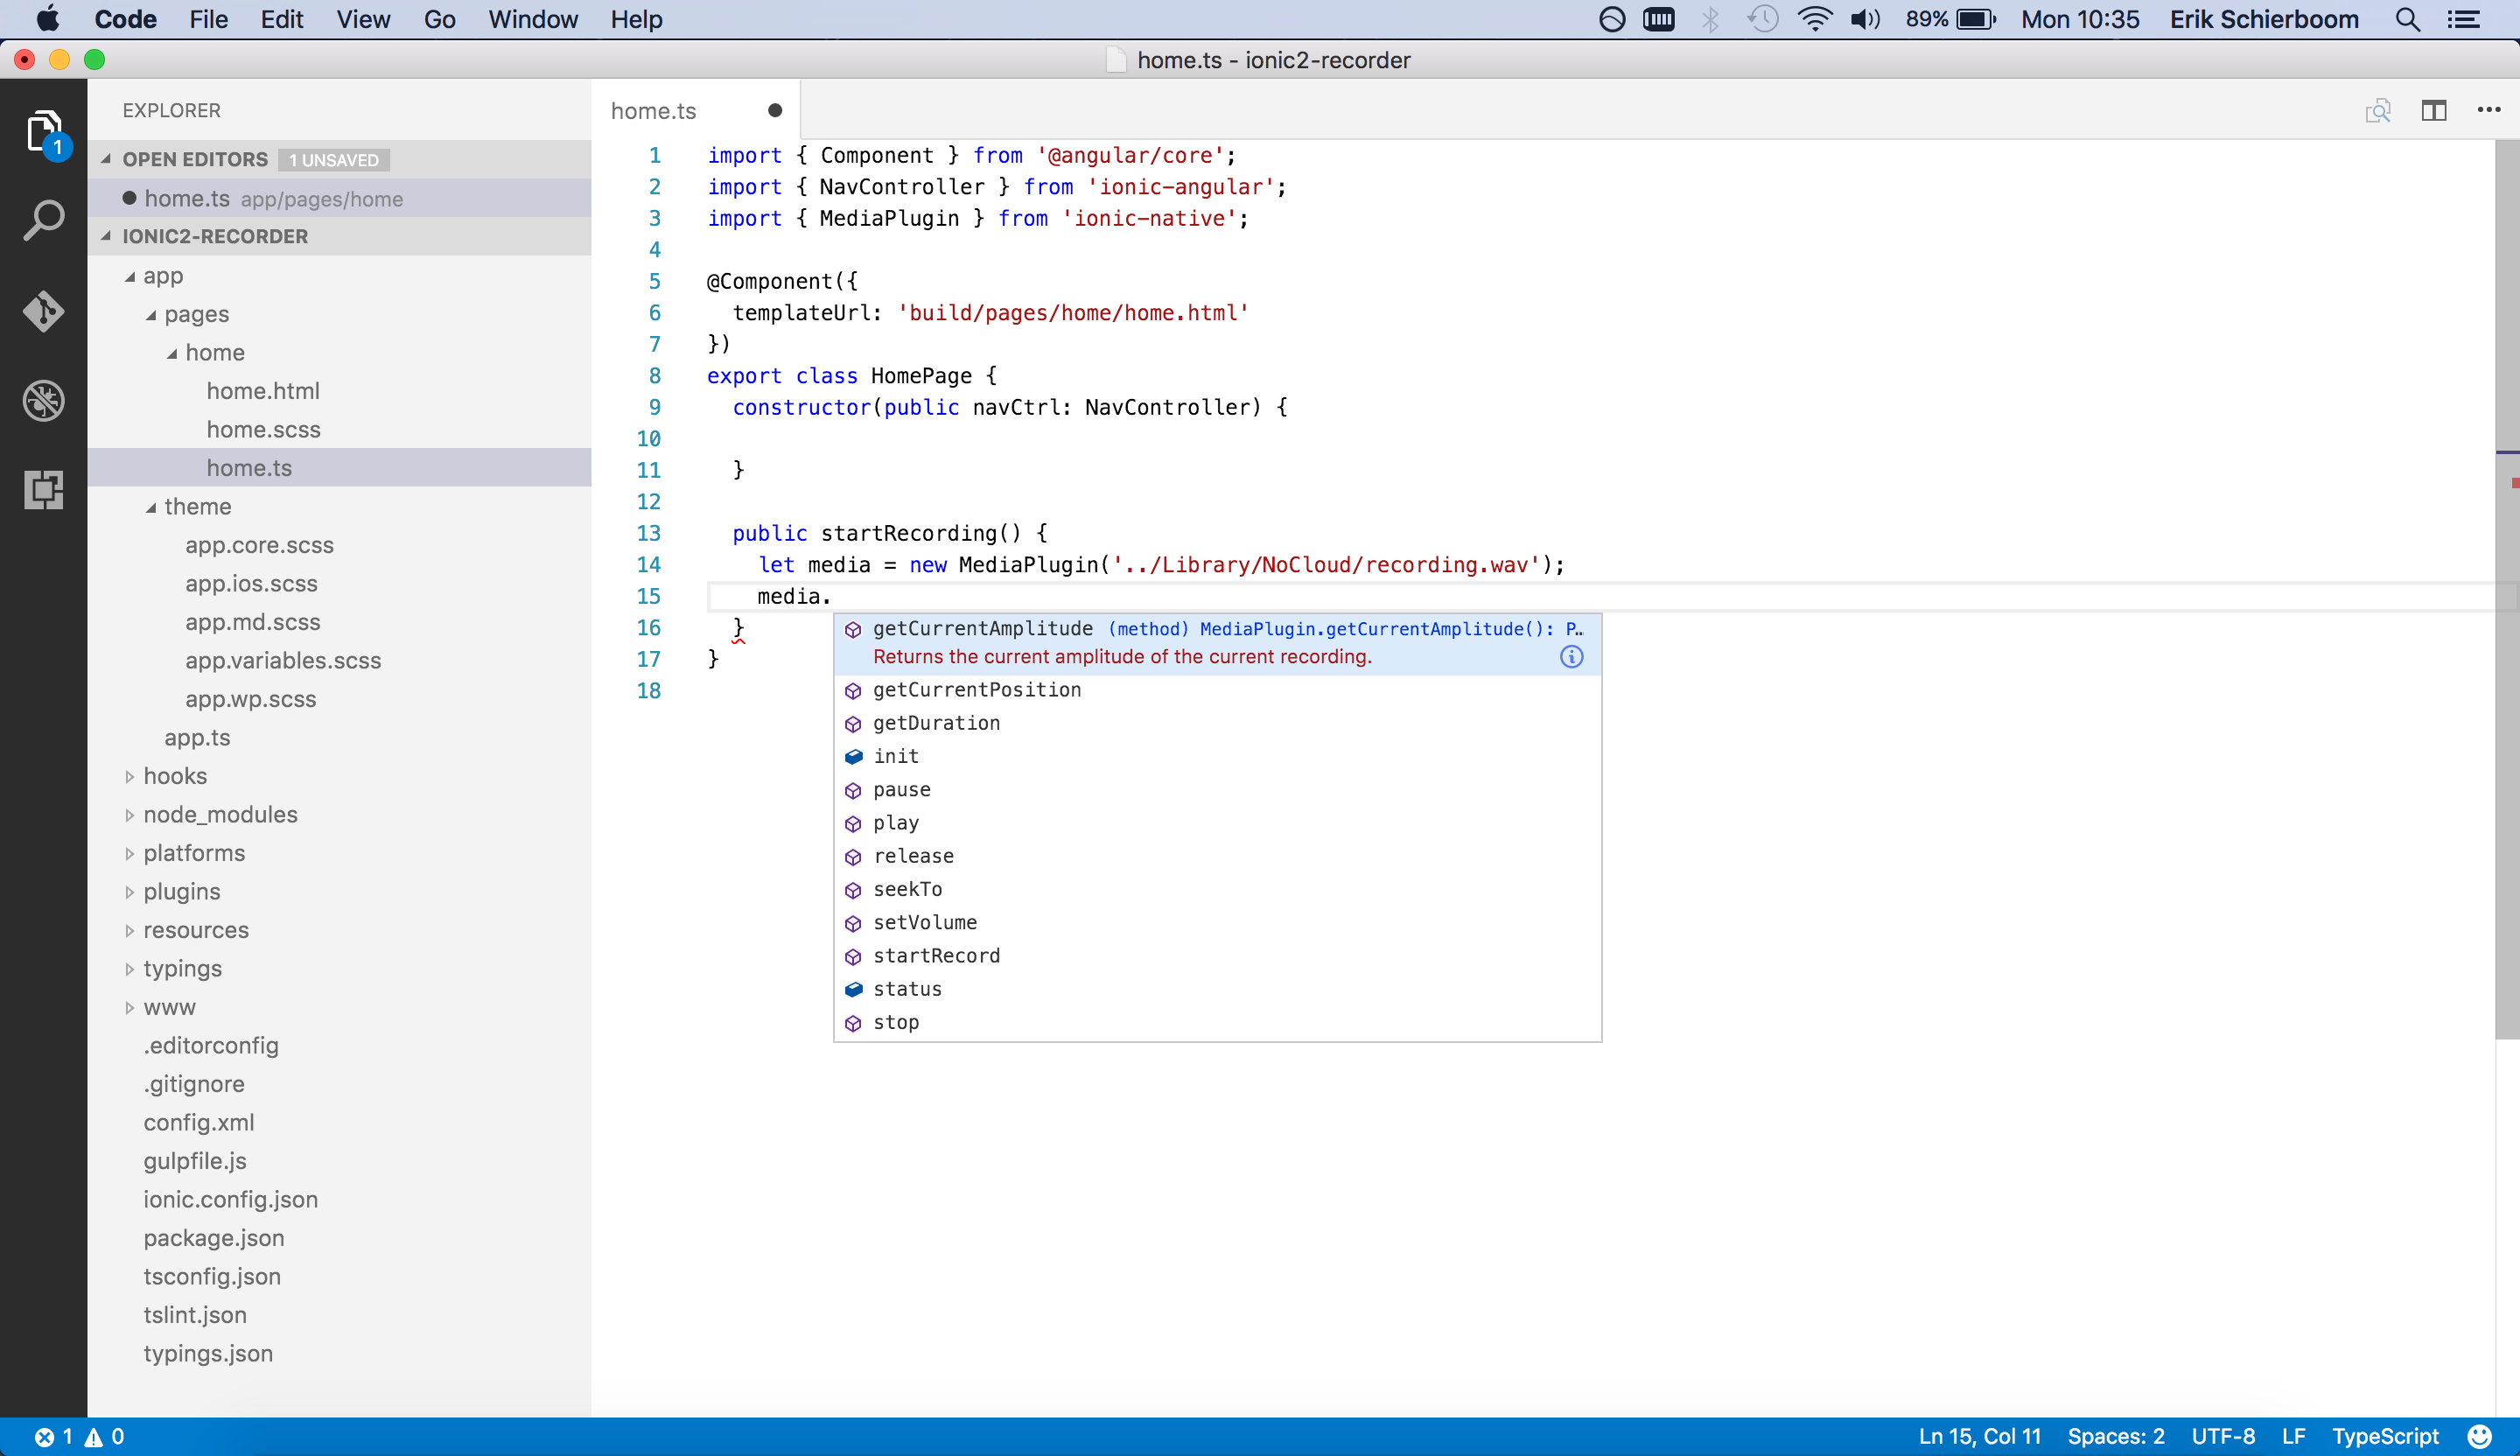 Code File Edit View Go Window Help 89% Mon 10:35 Erik Schierboom
home.ts - ionic2-recorder
EXPLORER
OPEN EDITORS 1 UNSAVED
home.ts app/pages/home
IONIC2-RECORDER
app
pages
home
home.html
home.scss
home.ts
theme
app.core.scss
app.ios.scss
app.md.scss
app.variables.scss
app.wp.scss
app.ts
hooks
node_modules
platforms
plugins
resources
typings
www
.editorconfig
.gitignore
config.xml
gulpfile.js
ionic.config.json
package.json
tsconfig.json
tslint.json
typings.json
1
home.ts
1 import { Component } from '@angular/core';
2 import { NavController } from 'ionic-angular';
3 import { MediaPlugin } from 'ionic-native';
4
5 @Component({
6 templateUrl: 'build/pages/home/home.html'
7 })
8 export class HomePage {
9 constructor(public navCtrl: NavController) {
10
11 }
12
13 public startRecording() {
14 let media = new MediaPlugin('../Library/NoCloud/recording.wav');
15 media.
16 }
17 }
18
getCurrentAmplitude (method) MediaPlugin.getCurrentAmplitude(): P…
Returns the current amplitude of the current recording.
getCurrentPosition
getDuration
init
pause
play
release
seekTo
setVolume
startRecord
status
stop
1 0 Ln 15, Col 11 Spaces: 2 UTF-8 LF TypeScript